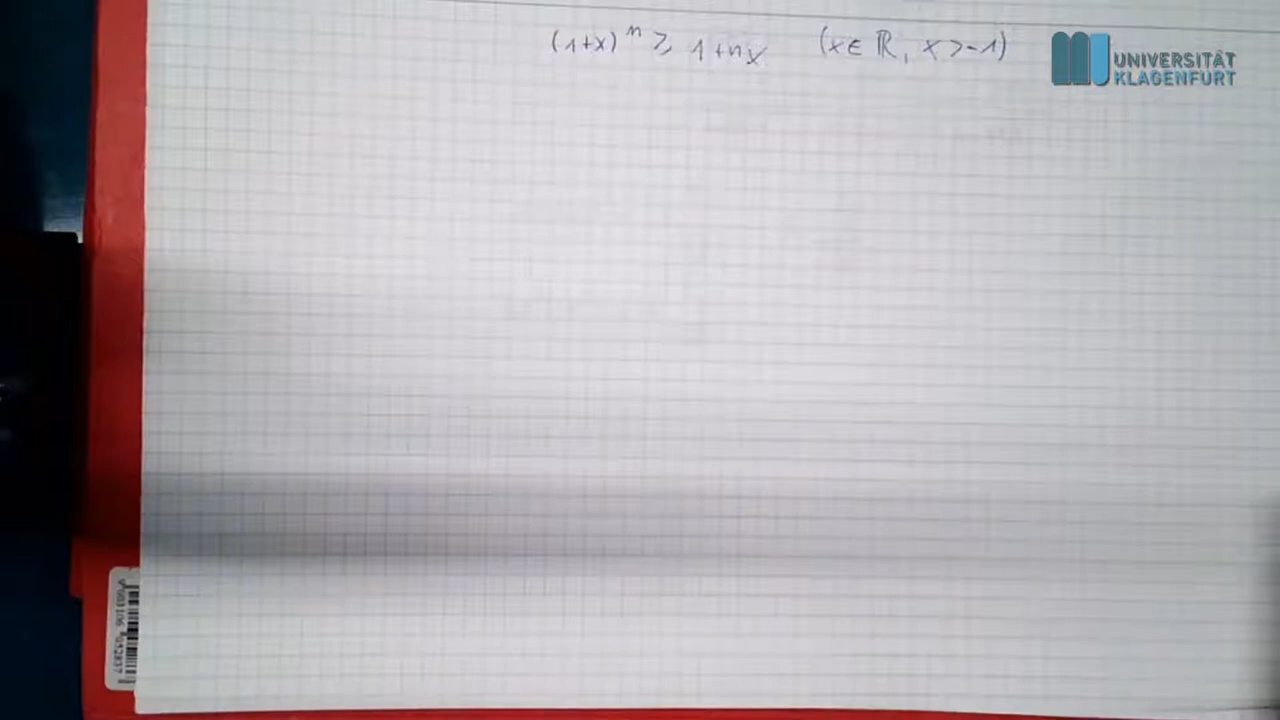 (1+x)ⁿ ≥ 1+nx (x∈ℝ, x>-1)
UNIVERSITÄT
KLAGENFURT